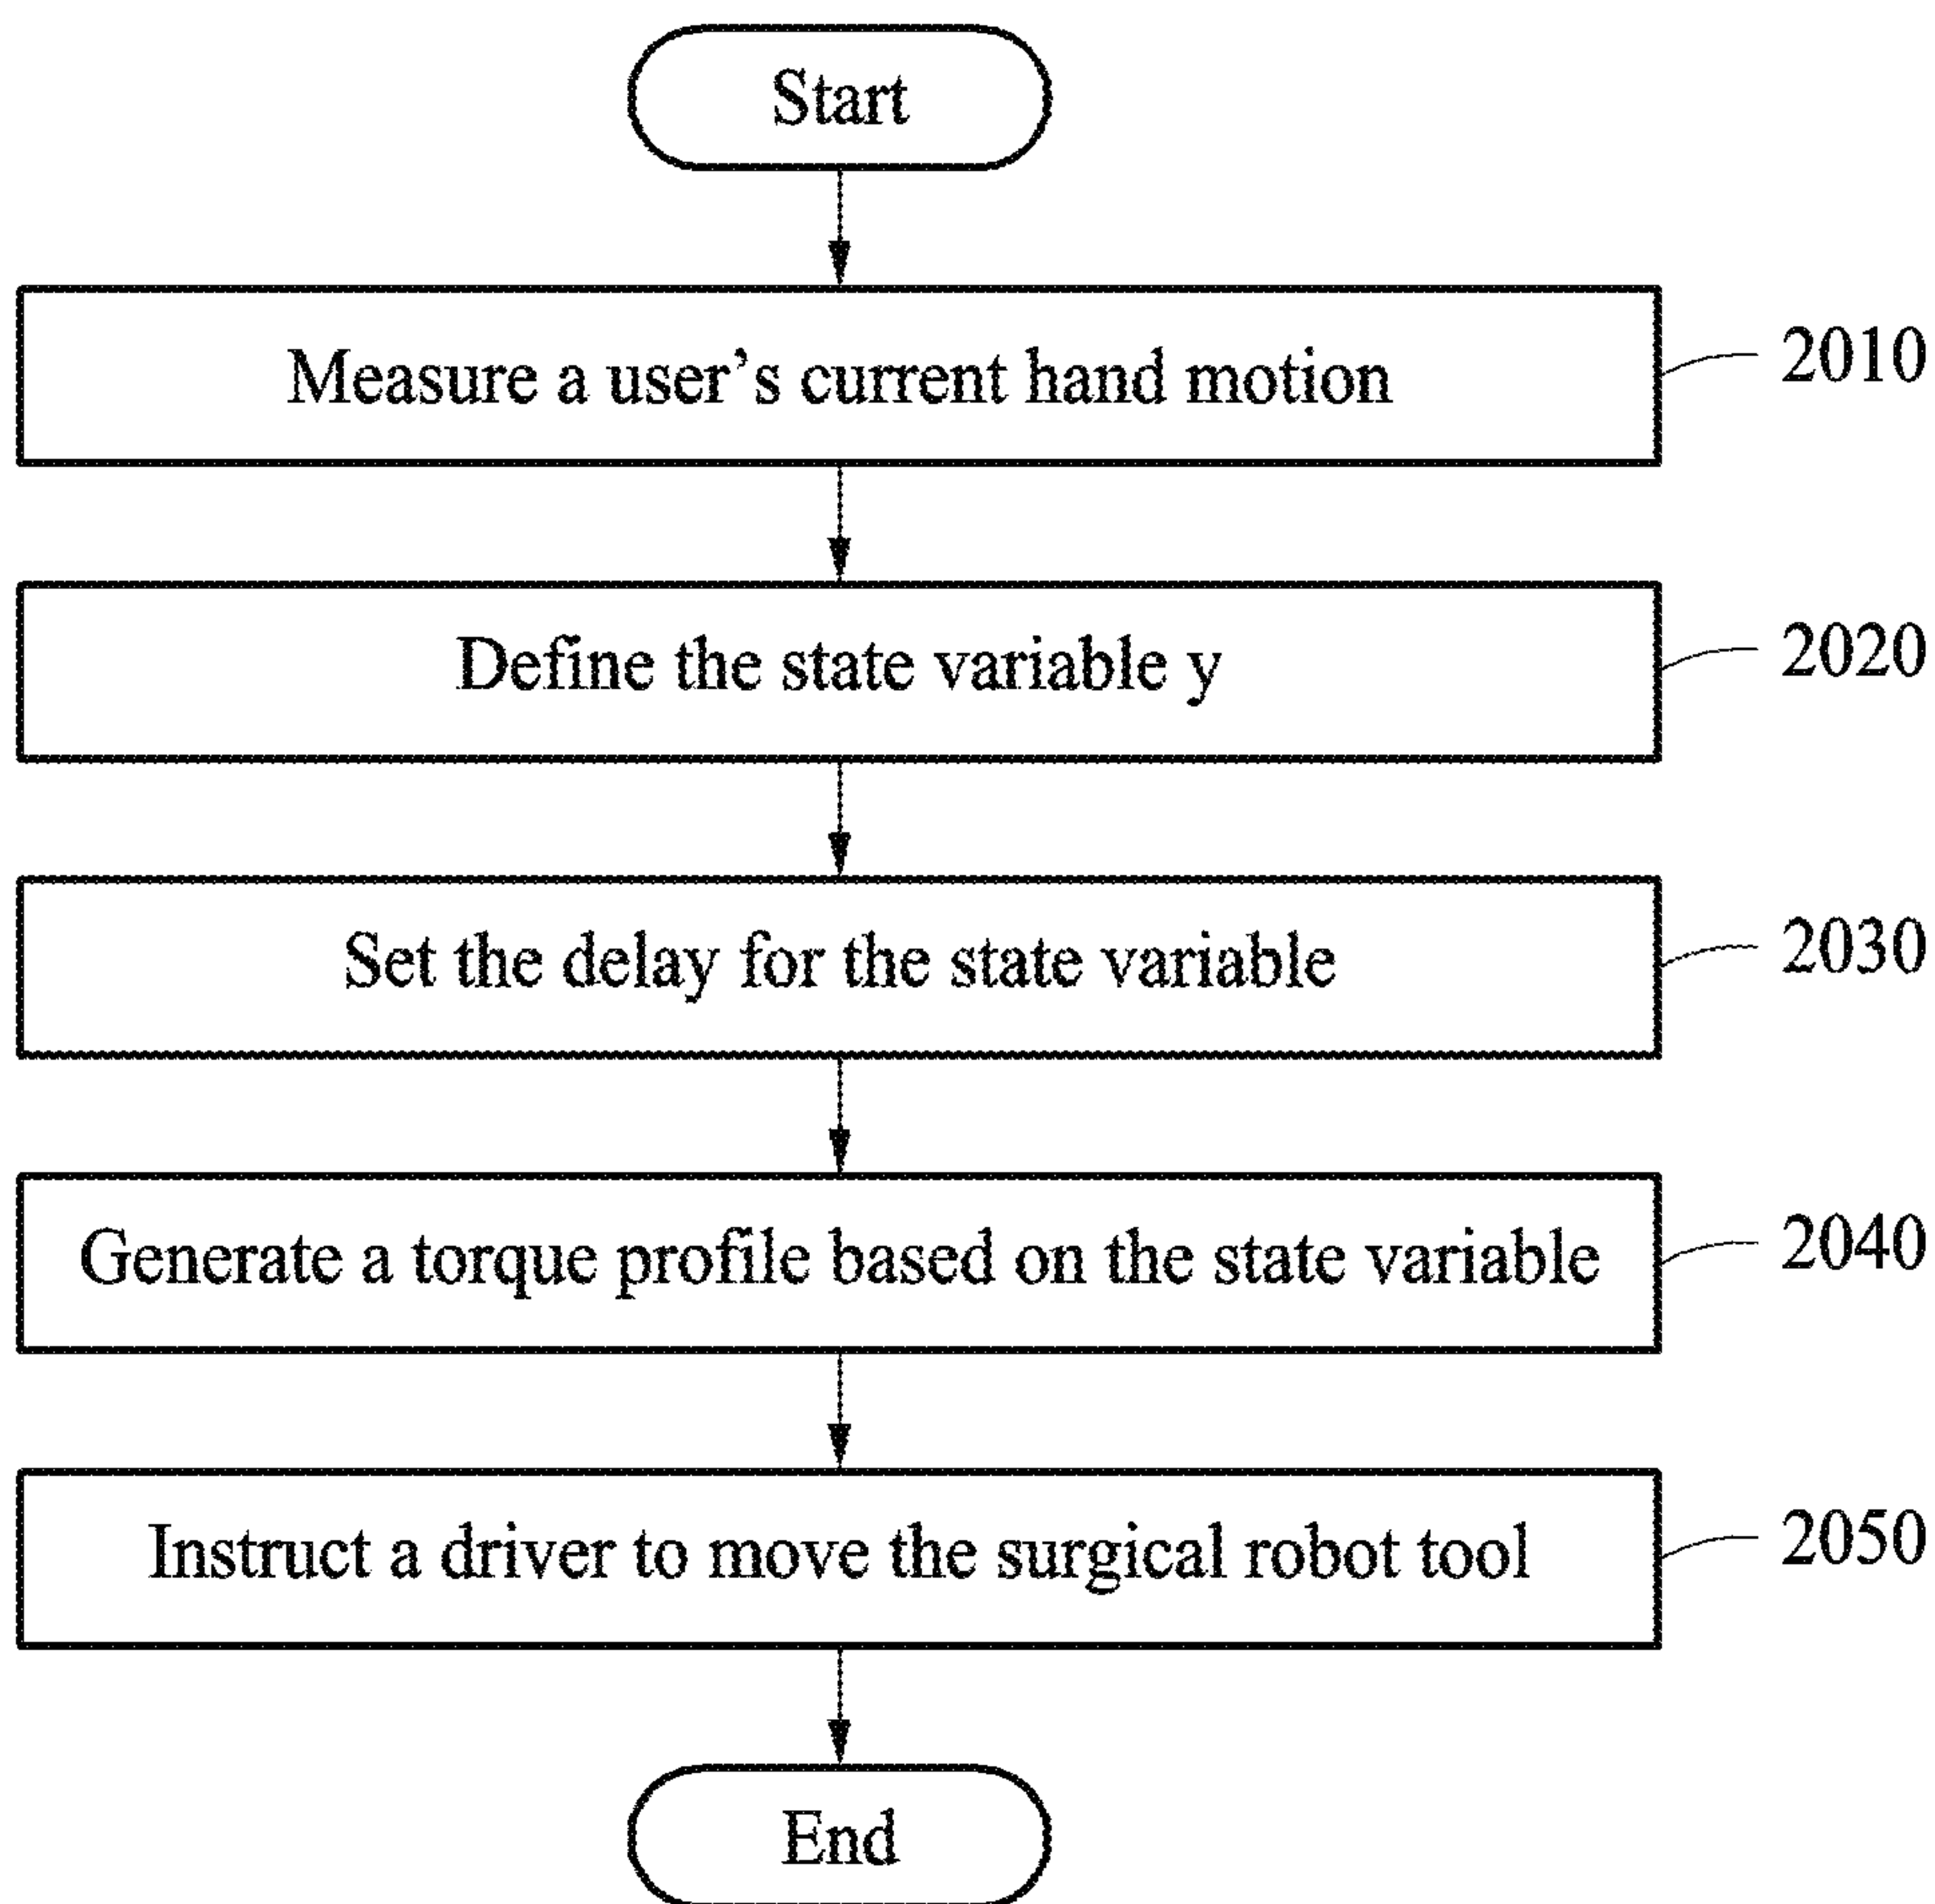 Start
Measure a user's current hand motion
2010
Define the state variable y
2020
Set the delay for the state variable
2030
Generate a torque profile based on the state variable
2040
Instruct a driver to move the surgical robot tool
2050
End